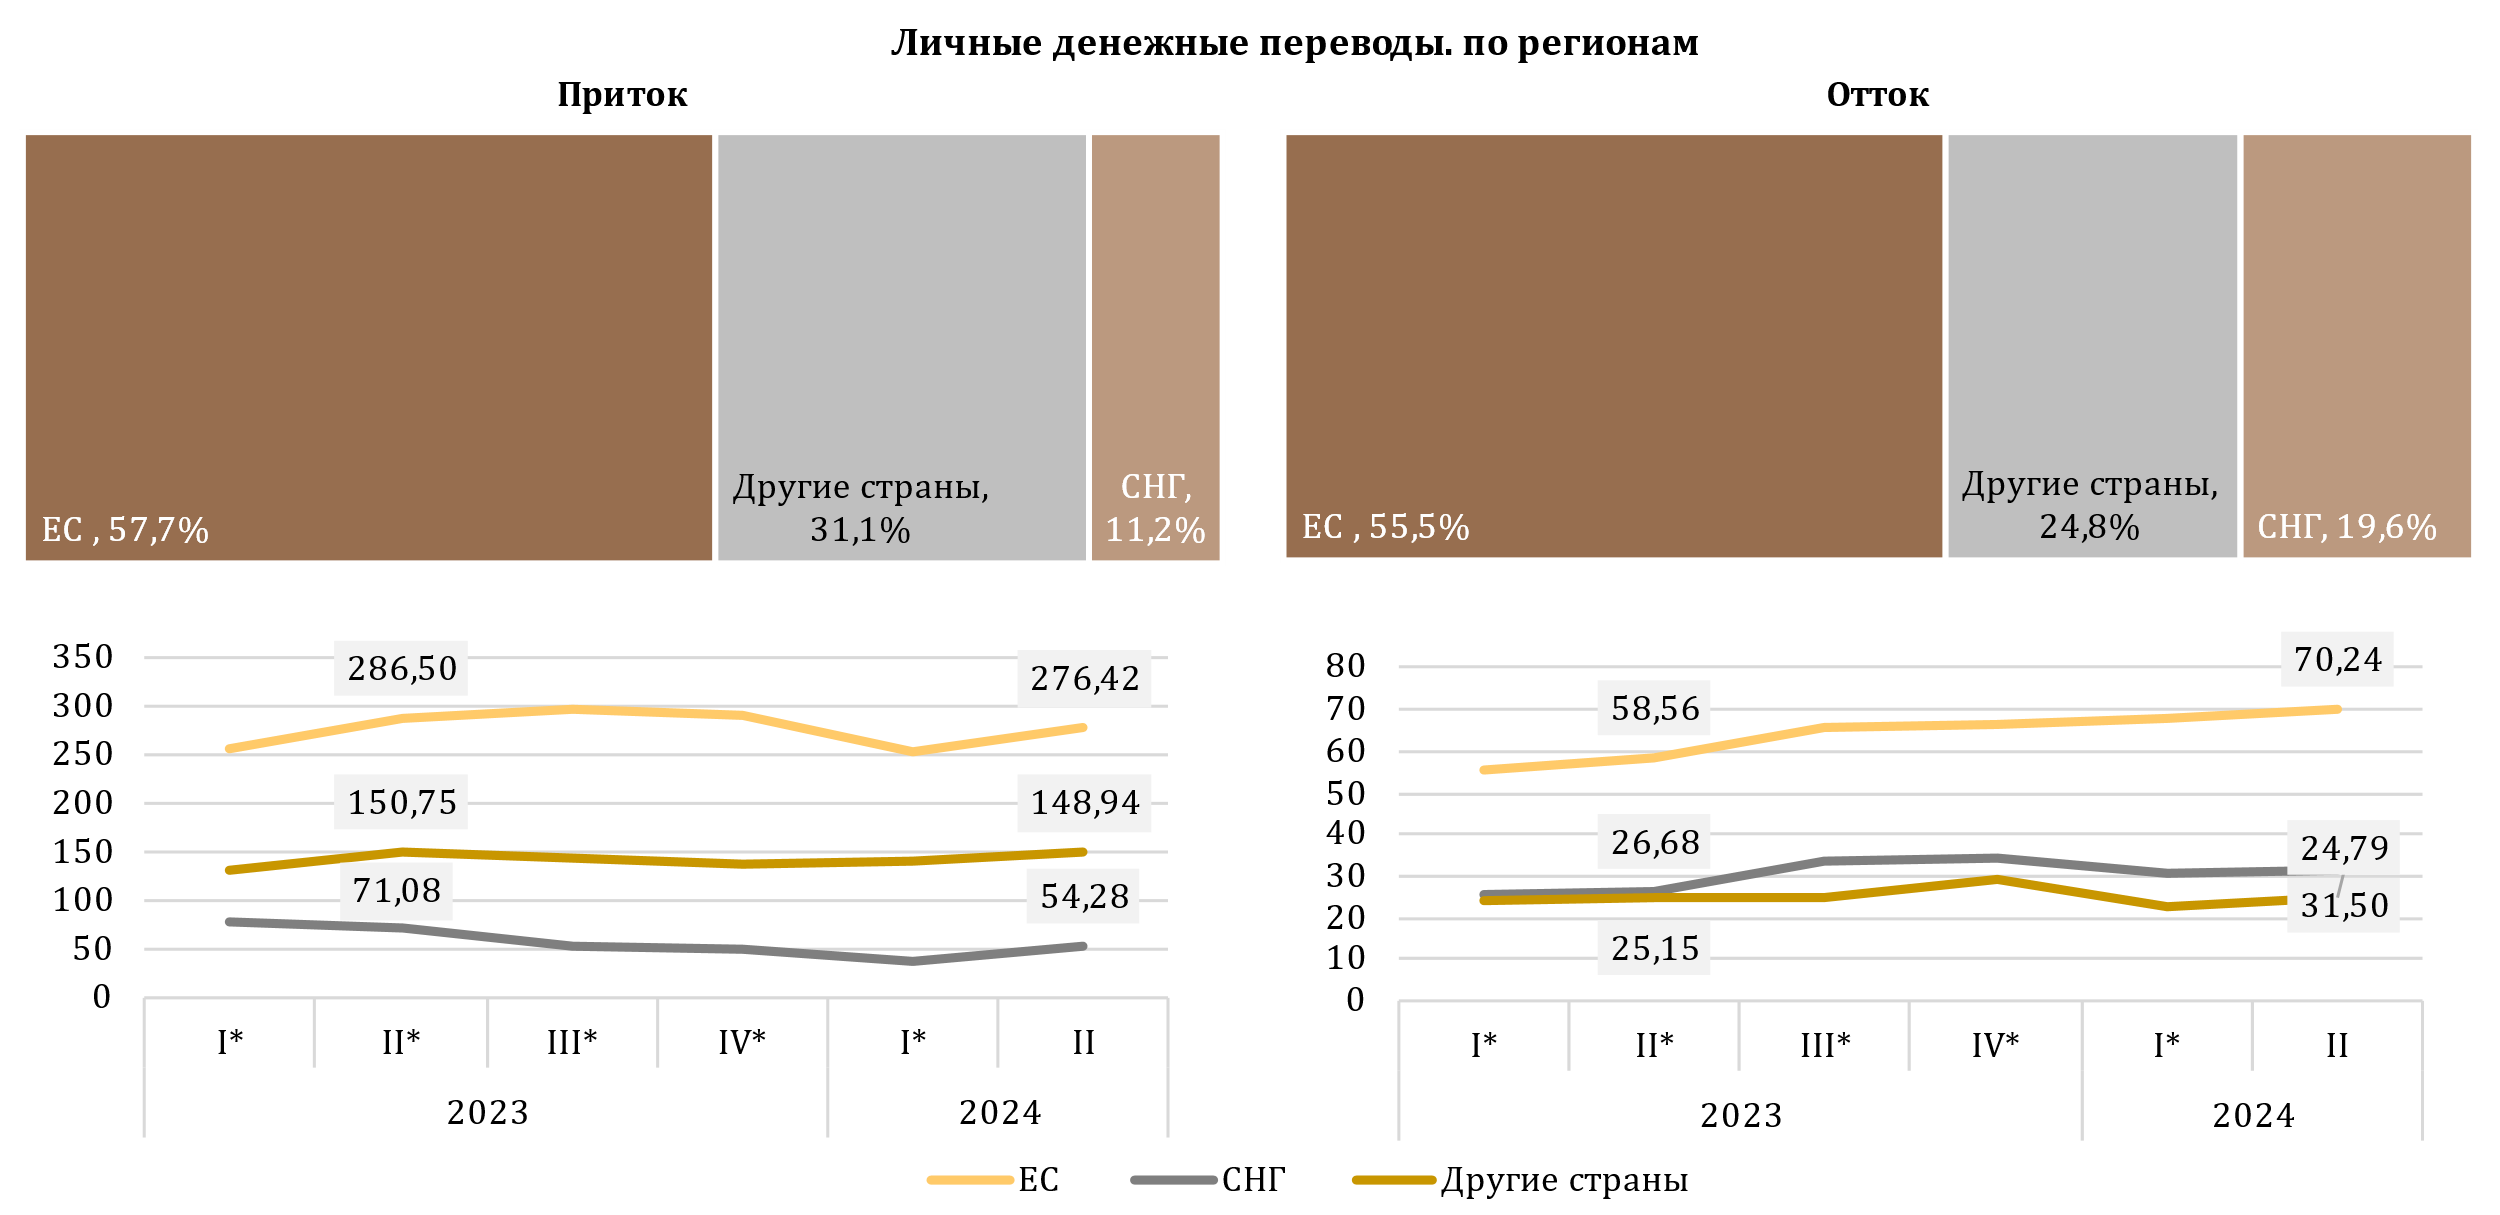 Личные денежные переводы. по регионам
Приток
Отток
ЕС , 57,7%
Другие страны,
31,1%
СНГ,
11,2%
ЕС , 55,5%
Другие страны,
24,8%
СНГ, 19,6%
350
300
250
200
150
100
50
0
286,50
276,42
150,75
148,94
71,08
54,28
I*
II*
III*
IV*
I*
II
2023
2024
80
70
60
50
40
30
20
10
0
70,24
58,56
26,68
24,79
31,50
25,15
I*
II*
III*
IV*
I*
II
2023
2024
ЕС
СНГ
Другие страны